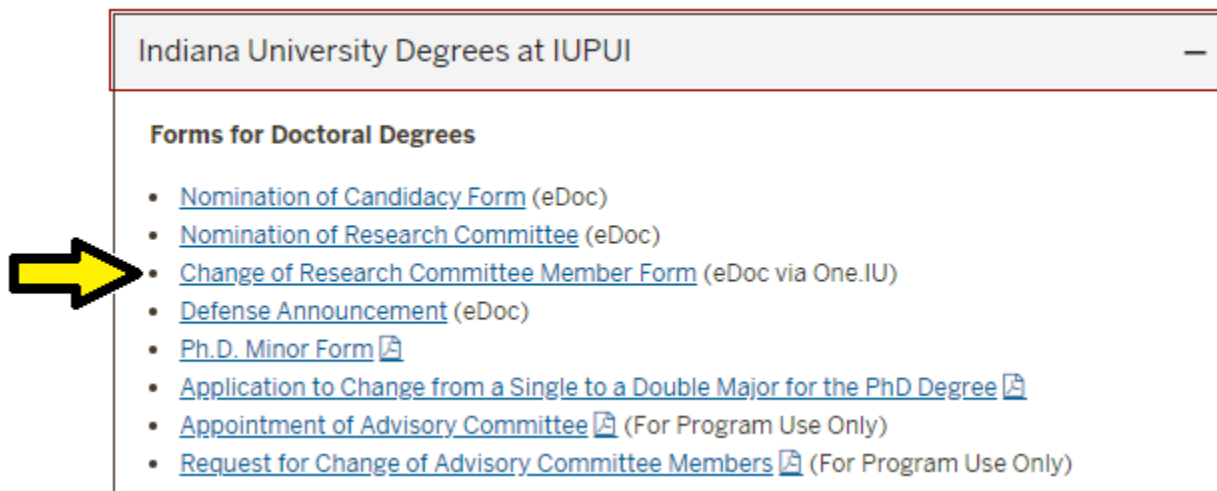 Indiana University Degrees at IUPUI
Forms for Doctoral Degrees
• Nomination of Candidacy Form (eDoc)
• Nomination of Research Committee (eDoc)
• Change of Research Committee Member Form (eDoc via One.IU)
• Defense Announcement (eDoc)
• Ph.D. Minor Form
• Application to Change from a Single to a Double Major for the PhD Degree
• Appointment of Advisory Committee (For Program Use Only)
• Request for Change of Advisory Committee Members (For Program Use Only)